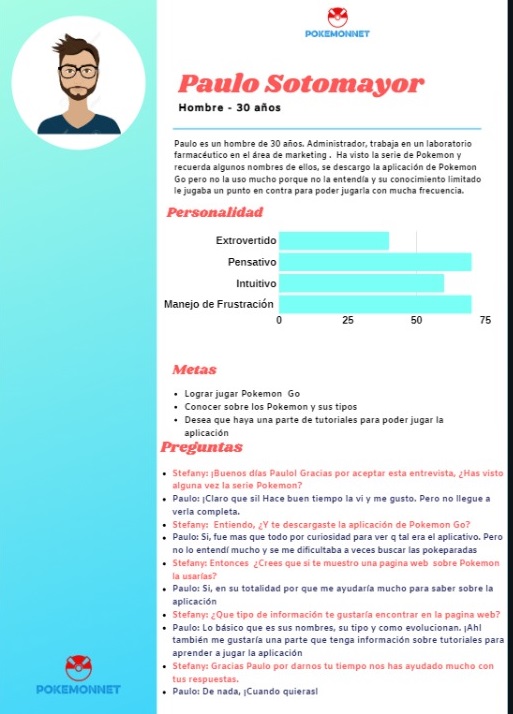 POKEMONNET
Paulo Sotomayor
Hombre - 30 años
Paulo es un hombre de 30 años. Administrador, trabaja en un laboratorio
farmacéutico en el área de marketing . Ha visto la serie de Pokemon y
recuerda algunos nombres de ellos, se descargo la aplicación de Pokemon
Go pero no la uso mucho porque no la entendía y su conocimiento limitado
le jugaba un punto en contra para poder jugarla con mucha frecuencia.
Personalidad
Extrovertido
Pensativo
Intuitivo
Manejo de Frustración
0 25 50 75
Metas
Lograr jugar Pokemon Go
Conocer sobre los Pokemon y sus tipos
Desea que haya una parte de tutoriales para poder jugar la
aplicación
Preguntas
Stefany: ¡Buenos días Paulo! Gracias por aceptar esta entrevista, ¿Has visto
alguna vez la serie Pokemon?
Paulo: ¡Claro que si! Hace buen tiempo la vi y me gusto. Pero no llegue a
verla completa.
Stefany: Entiendo, ¿Y te descargaste la aplicación de Pokemon Go?
Paulo: Si, fue mas que todo por curiosidad para ver q tal era el aplicativo. Pero
no lo entendí mucho y se me dificultaba a veces buscar las pokeparadas
Stefany: Entonces ¿Crees que si te muestro una pagina web sobre Pokemon
la usarías?
Paulo: Si, en su totalidad por que me ayudaría mucho para saber sobre la
aplicación
Stefany: ¿Que tipo de información te gustaría encontrar en la pagina web?
Paulo: Lo básico que es sus nombres, su tipo y como evolucionan. ¡Ah!
también me gustaría una parte que tenga información sobre tutoriales para
aprender a jugar la aplicación
Stefany: Gracias Paulo por darnos tu tiempo nos has ayudado mucho con
tus respuestas.
Paulo: De nada, ¡Cuando quieras!
POKEMONNET